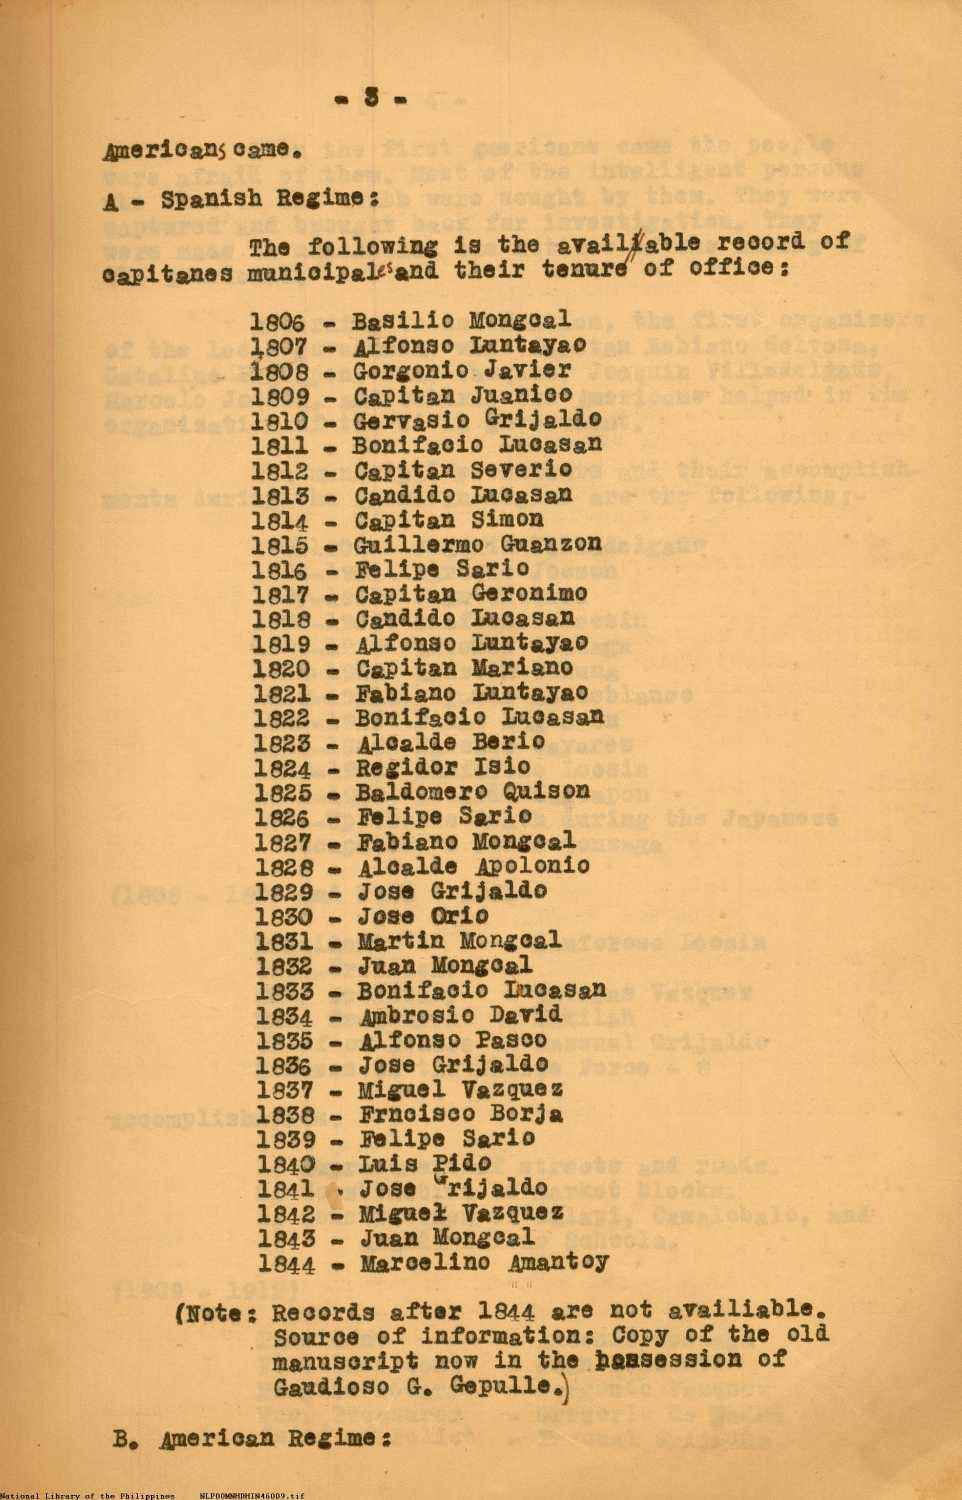 - 3 -
Americans came.
A - Spanish Regime:
The following is the available record of
capitanes municipales and their tenure of office:
1806 - Basilio Mongcal
1807 - Alfonso Luntayao
1808 - Gorgonio Javier
1809 - Capitan Juanico
1810 - Gervasio Grijaldo
1811 - Bonifacio Lucasan
1812 - Capitan Severio
1813 - Candido Lucasan
1814 - Capitan Simon
1815 - Guillermo Guanzon
1816 - Felipe Sario
1817 - Capitan Geronimo
1818 - Candido Lucasan
1819 - Alfonso Luntayao
1820 - Capitan Mariano
1821 - Fabiano Luntayao
1822 - Bonifacio Lucasan
1823 - Alcalde Berio
1824 - Regidor Isio
1825 - Baldomero Quison
1826 - Felipe Sario
1827 - Fabiano Mongcal
1828 - Alcalde Apolonio
1829 - Jose Grijaldo
1830 - Jose Orio
1831 - Martin Mongcal
1832 - Juan Mongcal
1833 - Bonifacio Lucasan
1834 - Ambrosio David
1835 - Alfonso Pasco
1836 - Jose Grijaldo
1837 - Miguel Vazquez
1838 - Frncisco Borja
1839 - Felipe Sario
1840 - Luis Pido
1841 - Jose Grijaldo
1842 - Miguel Vazquez
1843 - Juan Mongcal
1844 - Marcelino Amantoy
(Note: Records after 1844 are not availiable.
Source of information: Copy of the old
manuscript now in the session of
Gaudioso G. Gepulle.)
B. American Regime:
National Library of the Philippines NLPOOMNHDHIN46009.tif